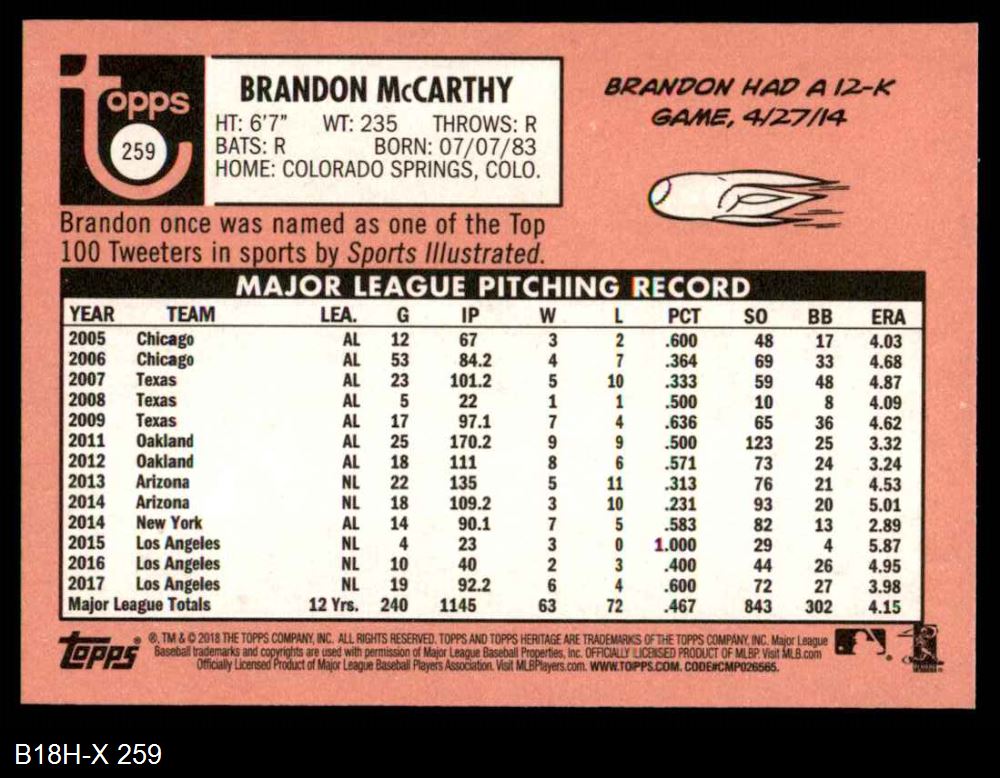 topps
259
BRANDON McCARTHY
HT: 6'7" WT: 235 THROWS: R
BATS: R BORN: 07/07/83
HOME: COLORADO SPRINGS, COLO.
BRANDON HAD A 12-K
GAME, 4/27/14
Brandon once was named as one of the Top
100 Tweeters in sports by Sports Illustrated.
MAJOR LEAGUE PITCHING RECORD
YEAR TEAM LEA. G IP W L PCT SO BB ERA
2005 Chicago AL 12 67 3 2 .600 48 17 4.03
2006 Chicago AL 53 84.2 4 7 .364 69 33 4.68
2007 Texas AL 23 101.2 5 10 .333 59 48 4.87
2008 Texas AL 5 22 1 1 .500 10 8 4.09
2009 Texas AL 17 97.1 7 4 .636 65 36 4.62
2011 Oakland AL 25 170.2 9 9 .500 123 25 3.32
2012 Oakland AL 18 111 8 6 .571 73 24 3.24
2013 Arizona NL 22 135 5 11 .313 76 21 4.53
2014 Arizona NL 18 109.2 3 10 .231 93 20 5.01
2014 New York AL 14 90.1 7 5 .583 82 13 2.89
2015 Los Angeles NL 4 23 3 0 1.000 29 4 5.87
2016 Los Angeles NL 10 40 2 3 .400 44 26 4.95
2017 Los Angeles NL 19 92.2 6 4 .600 72 27 3.98
Major League Totals 12 Yrs. 240 1145 63 72 .467 843 302 4.15
Topps® ®, TM & © 2018 THE TOPPS COMPANY, INC. ALL RIGHTS RESERVED. TOPPS AND TOPPS HERITAGE ARE TRADEMARKS OF THE TOPPS COMPANY, INC. Major League
Baseball trademarks and copyrights are used with permission of Major League Baseball Properties, Inc. OFFICIALLY LICENSED PRODUCT OF MLBP. Visit MLB.com
Officially Licensed Product of Major League Baseball Players Association. Visit MLBPlayers.com. WWW.TOPPS.COM. CODE#CMP026565.
B18H-X 259